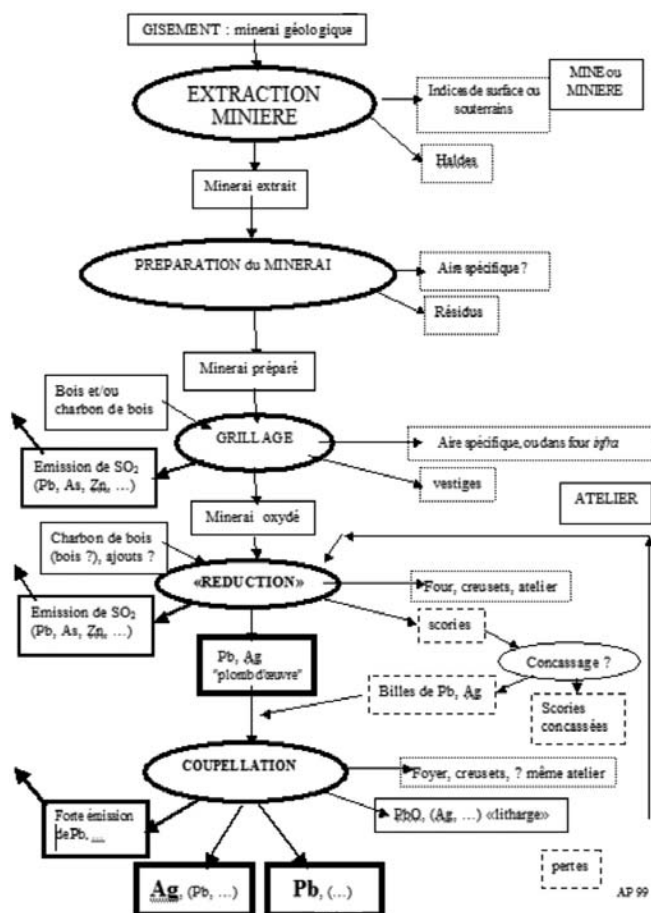 GISEMENT : minerai géologique
EXTRACTION
MINIERE
Indices de surface ou
souterrains
MINE ou
MINIERE
Haldes
Minerai extrait
PREPARATION du MINERAI
Aire spécifique ?
Résidus
Minerai préparé
Bois et/ou
charbon de bois
GRILLAGE
Aire spécifique, ou dans four infra
Emission de SO₂
(Pb, As, Zn, ...)
vestiges
ATELIER
Minerai oxydé
Charbon de bois
(bois ?), ajouts ?
«REDUCTION»
Four, creusets, atelier
Emission de SO₂
(Pb, As, Zn, ...)
scories
Pb, Ag
"plomb d'œuvre"
Concassage ?
Billes de Pb, Ag
Scories
concassées
COUPELLATION
Foyer, creusets, ? même atelier
Forte émission
de Pb, ...
PbO, (Ag, ...) «litharge»
Ag, (Pb, ...)
Pb, (...)
pertes
AP 99